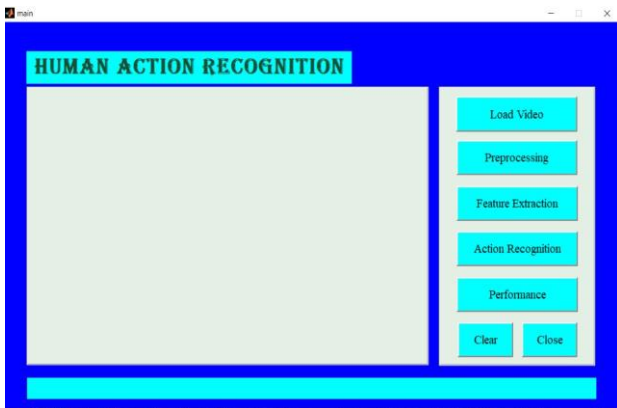 main
HUMAN ACTION RECOGNITION
Load Video
Preprocessing
Feature Extraction
Action Recognition
Performance
Clear Close